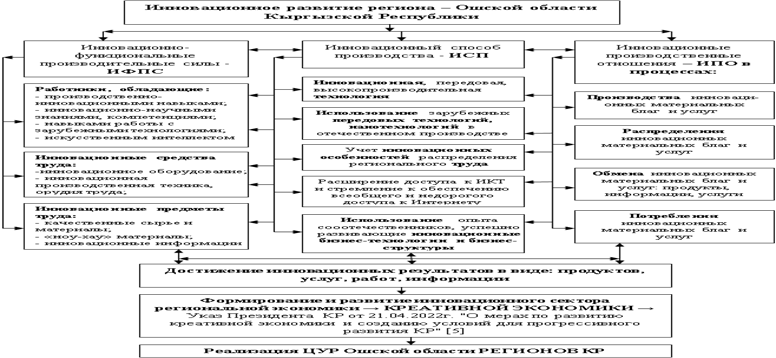 Инновационное развитие региона – Ошской области
Кыргызской Республики
Инновационно-
функциональные
производительные силы -
ИФПС
Работники, обладающие:
- производственно-
инновационными навыками;
- инновационно-научными
знаниями, компетенциями;
- навыками работы с
зарубежными технологиями;
- искусственным интеллектом
Инновационные средства
труда:
-инновационное оборудование;
- инновационная
производственная техника,
орудия труда;
Инновационные предметы
труда:
- качественные сырье и
материалы;
- «ноу-хау» материалы;
- инновационные информации
Инновационный способ
производства - ИСП
Инновационная, передовая,
высокопроизводительная
технология
Использование зарубежных
передовых технологий,
нанотехнологий в
отечественном производстве
Учет инновационных
особенностей распределения
регионального труда
Расширение доступа к ИКТ
и стремление к обеспечению
всеобщего и недорогого
доступа к Интернету
Использование опыта
соотечественников, успешно
развивающие инновационные
бизнес-технологии и бизнес-
структуры
Инновационные
производственные
отношения – ИПО в
процессах:
Производства инноваци-
онных материальных
благ и услуг
Распределения
инновационных
материальных благ и
услуг
Обмена инновационных
материальных благ и
услуг: продукты,
информации, услуги
Потребления
инновационных
материальных благ и
услуг
Достижение инновационных результатов в виде: продуктов,
услуг, работ, информации
Формирование и развитие инновационного сектора
региональной экономики → КРЕАТИВНОЙ ЭКОНОМИКИ →
Указ Президента КР от 21.04.2022г. "О мерах по развитию
креативной экономики и созданию условий для прогрессивного
развития КР" [5]
Реализация ЦУР Ошской области РЕГИОНОВ КР